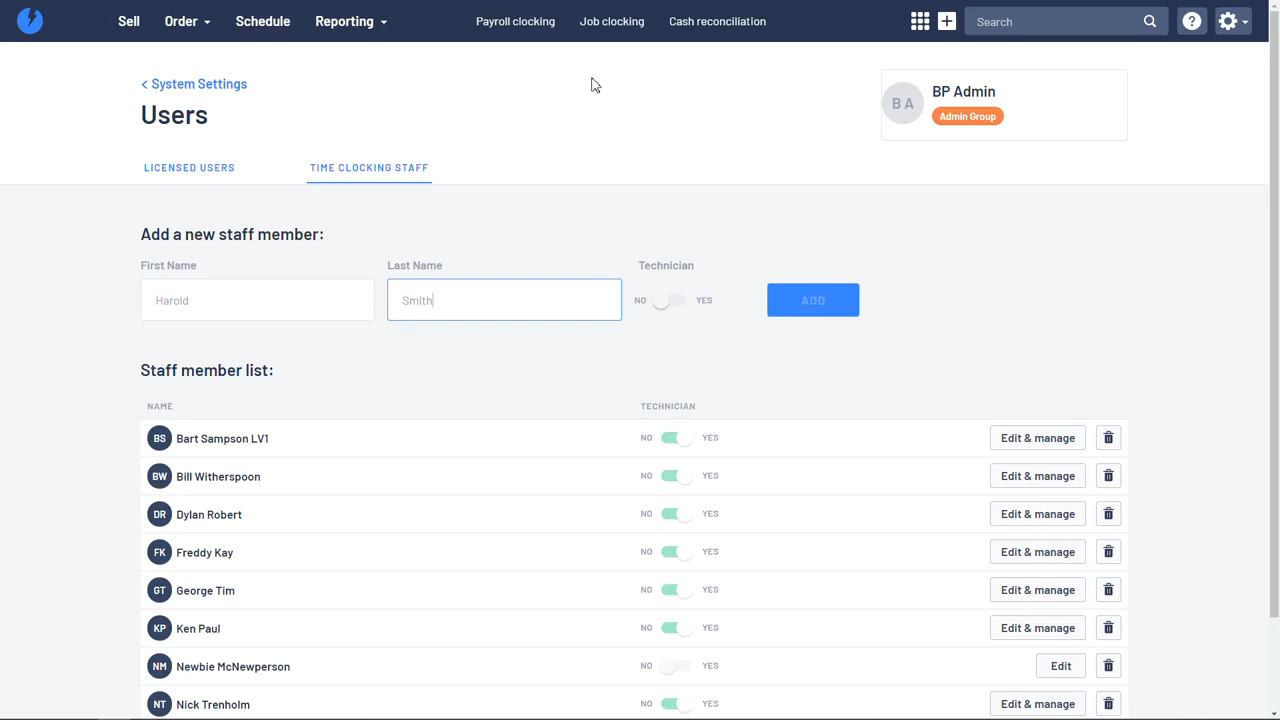 Sell Order Schedule Reporting Payroll clocking Job clocking Cash reconciliation Search
< System Settings
Users
BA BP Admin
Admin Group
LICENSED USERS TIME CLOCKING STAFF
Add a new staff member:
First Name Last Name Technician
Harold Smith NO YES ADD
Staff member list:
NAME TECHNICIAN
BS Bart Sampson LV1 NO YES Edit & manage
BW Bill Witherspoon NO YES Edit & manage
DR Dylan Robert NO YES Edit & manage
FK Freddy Kay NO YES Edit & manage
GT George Tim NO YES Edit & manage
KP Ken Paul NO YES Edit & manage
NM Newbie McNewperson NO YES Edit
NT Nick Trenholm NO YES Edit & manage